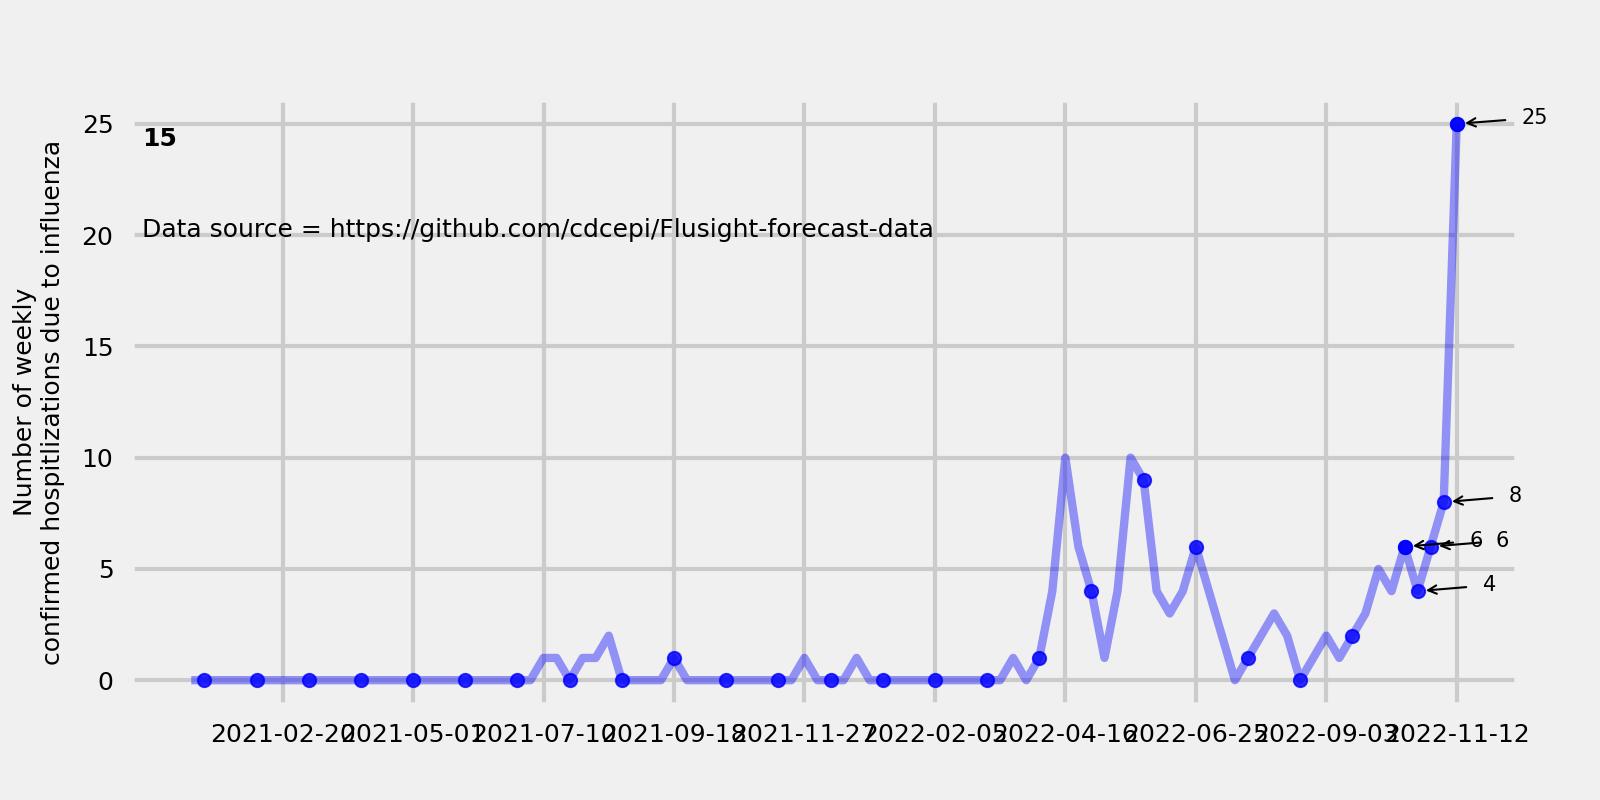 15
Data source = https://github.com/cdcepi/Flusight-forecast-data
Number of weekly
confirmed hospitlizations due to influenza
25
20
15
10
5
0
25
8
6 6
4
2021-02-20 2021-05-01 2021-07-10 2021-09-18 2021-11-27 2022-02-05 2022-04-16 2022-06-25 2022-09-03 2022-11-12